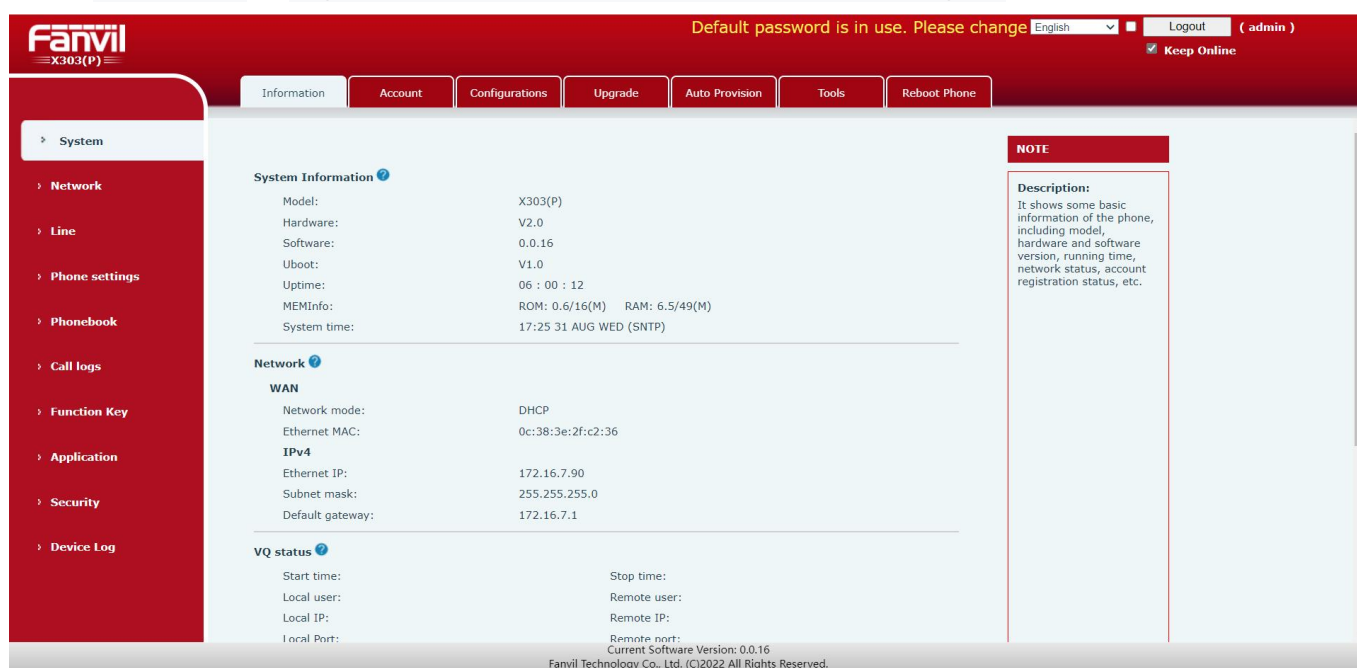 Fanvil
X303(P)
Default password is in use. Please change English Logout ( admin )
Keep Online
Information Account Configurations Upgrade Auto Provision Tools Reboot Phone
System
Network
Line
Phone settings
Phonebook
Call logs
Function Key
Application
Security
Device Log
System Information
Model: X303(P)
Hardware: V2.0
Software: 0.0.16
Uboot: V1.0
Uptime: 06 : 00 : 12
MEMInfo: ROM: 0.6/16(M) RAM: 6.5/49(M)
System time: 17:25 31 AUG WED (SNTP)
Network
WAN
Network mode: DHCP
Ethernet MAC: 0c:38:3e:2f:c2:36
IPv4
Ethernet IP: 172.16.7.90
Subnet mask: 255.255.255.0
Default gateway: 172.16.7.1
VQ status
Start time: Stop time:
Local user: Remote user:
Local IP: Remote IP:
Local Port: Remote port:
NOTE
Description:
It shows some basic
information of the phone,
including model,
hardware and software
version, running time,
network status, account
registration status, etc.
Current Software Version: 0.0.16
Fanvil Technology Co., Ltd. (C)2022 All Rights Reserved.